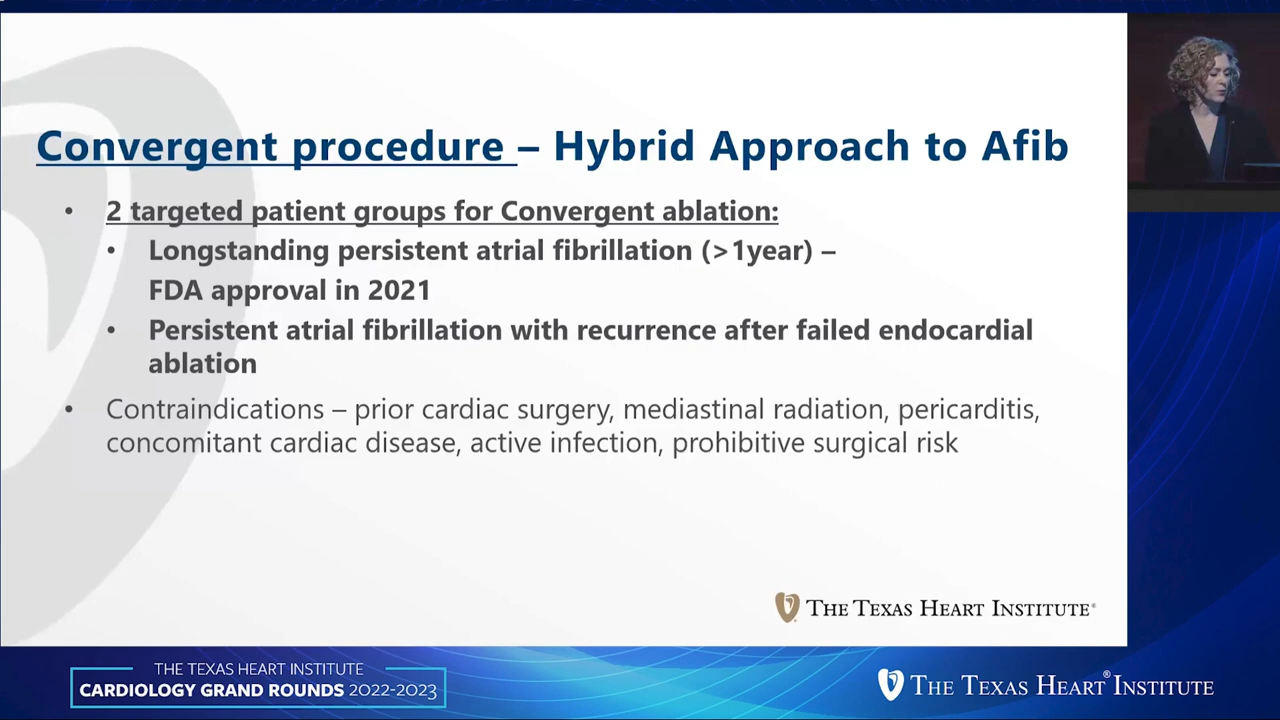 Convergent procedure – Hybrid Approach to Afib
• 2 targeted patient groups for Convergent ablation:
• Longstanding persistent atrial fibrillation (>1year) –
FDA approval in 2021
• Persistent atrial fibrillation with recurrence after failed endocardial
ablation
• Contraindications – prior cardiac surgery, mediastinal radiation, pericarditis,
concomitant cardiac disease, active infection, prohibitive surgical risk
THE TEXAS HEART INSTITUTE®
THE TEXAS HEART INSTITUTE
CARDIOLOGY GRAND ROUNDS 2022-2023
THE TEXAS HEART® INSTITUTE